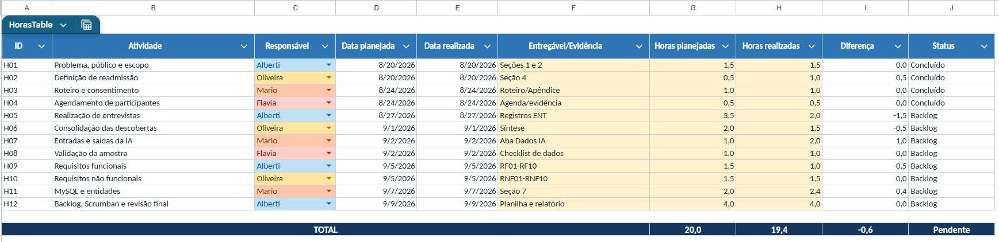 A B C D E F G H I J
HorasTable
ID Atividade Responsável Data planejada Data realizada Entregável/Evidência Horas planejadas Horas realizadas Diferença Status
H01 Problema, público e escopo Alberti 8/20/2026 8/20/2026 Seções 1 e 2 1,5 1,5 0,0 Concluído
H02 Definição de readmissão Oliveira 8/20/2026 8/20/2026 Seção 4 0,5 1,0 0,5 Concluído
H03 Roteiro e consentimento Mario 8/24/2026 8/24/2026 Roteiro/Apêndice 1,0 1,0 0,0 Concluído
H04 Agendamento de participantes Flavia 8/24/2026 8/24/2026 Agenda/evidência 0,5 0,5 0,0 Concluído
H05 Realização de entrevistas Alberti 8/27/2026 8/27/2026 Registros ENT 3,5 2,0 -1,5 Backlog
H06 Consolidação das descobertas Oliveira 9/1/2026 9/1/2026 Síntese 2,0 1,5 -0,5 Backlog
H07 Entradas e saídas da IA Mario 9/2/2026 9/2/2026 Aba Dados IA 1,0 2,0 1,0 Backlog
H08 Validação da amostra Flavia 9/2/2026 9/2/2026 Checklist de dados 1,0 1,0 0,0 Backlog
H09 Requisitos funcionais Alberti 9/5/2026 9/5/2026 RF01-RF10 1,5 1,0 -0,5 Backlog
H10 Requisitos não funcionais Oliveira 9/5/2026 9/5/2026 RNF01-RNF10 1,5 1,5 0,0 Backlog
H11 MySQL e entidades Mario 9/7/2026 9/7/2026 Seção 7 2,0 2,4 0,4 Backlog
H12 Backlog, Scrumban e revisão final Alberti 9/9/2026 9/9/2026 Planilha e relatório 4,0 4,0 0,0 Backlog
TOTAL 20,0 19,4 -0,6 Pendente